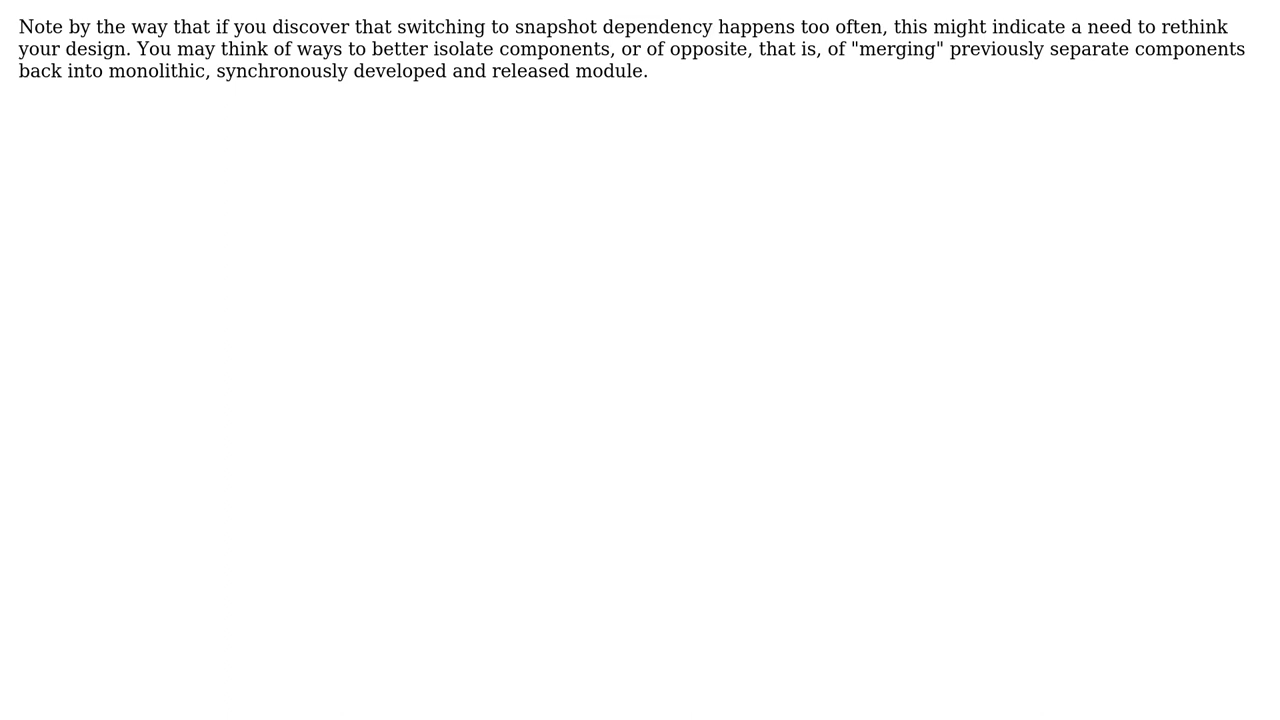 Note by the way that if you discover that switching to snapshot dependency happens too often, this might indicate a need to rethink
your design. You may think of ways to better isolate components, or of opposite, that is, of "merging" previously separate components
back into monolithic, synchronously developed and released module.